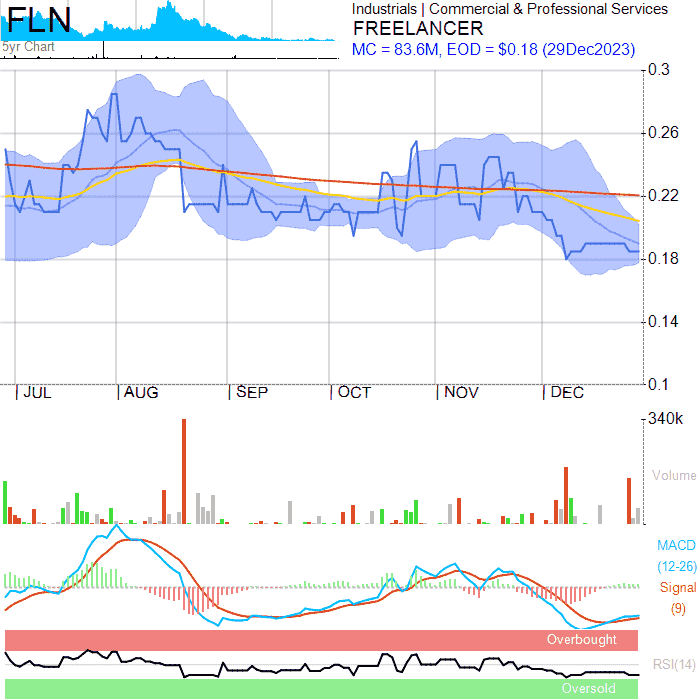 FLN
5yr Chart
Industrials | Commercial & Professional Services
FREELANCER
MC = 83.6M, EOD = $0.18 (29Dec2023)
0.3
0.26
0.22
0.18
0.14
0.1
JUL AUG SEP OCT NOV DEC
340k
Volume
MACD
(12-26)
Signal
(9)
Overbought
RSI(14)
Oversold